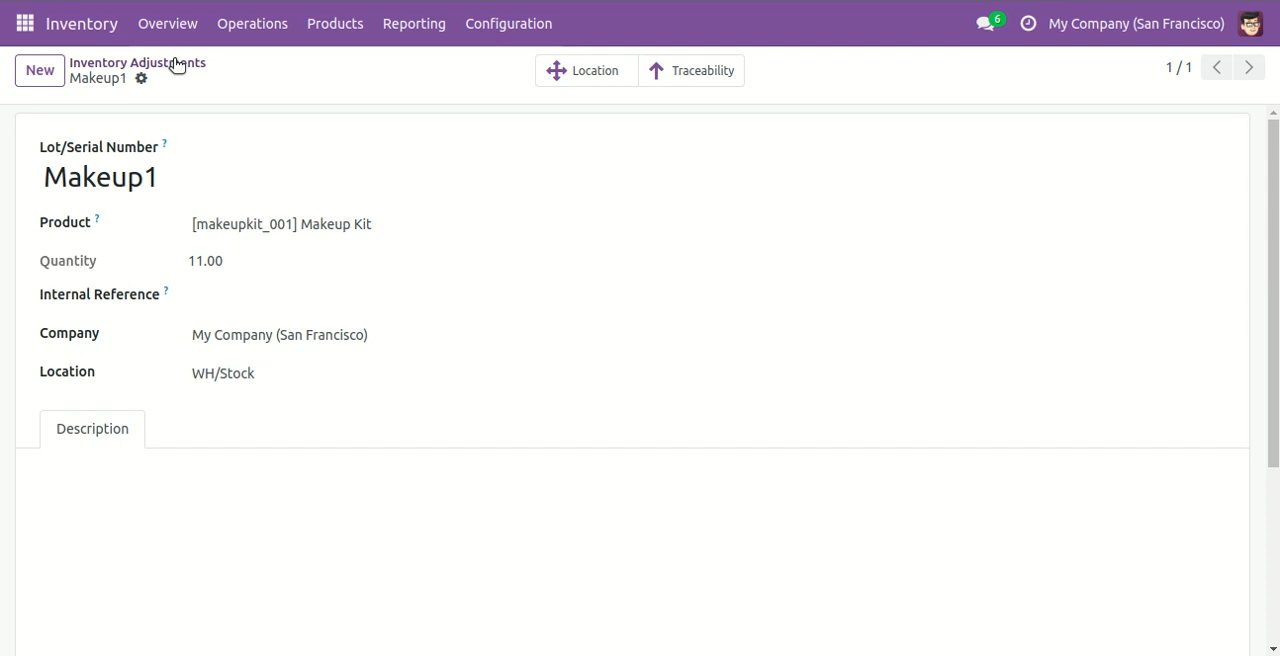 Inventory Overview Operations Products Reporting Configuration 6 My Company (San Francisco)
New Inventory Adjustments Location Traceability 1 / 1
Makeup1
Lot/Serial Number ?
Makeup1
Product ? [makeupkit_001] Makeup Kit
Quantity 11.00
Internal Reference ?
Company My Company (San Francisco)
Location WH/Stock
Description